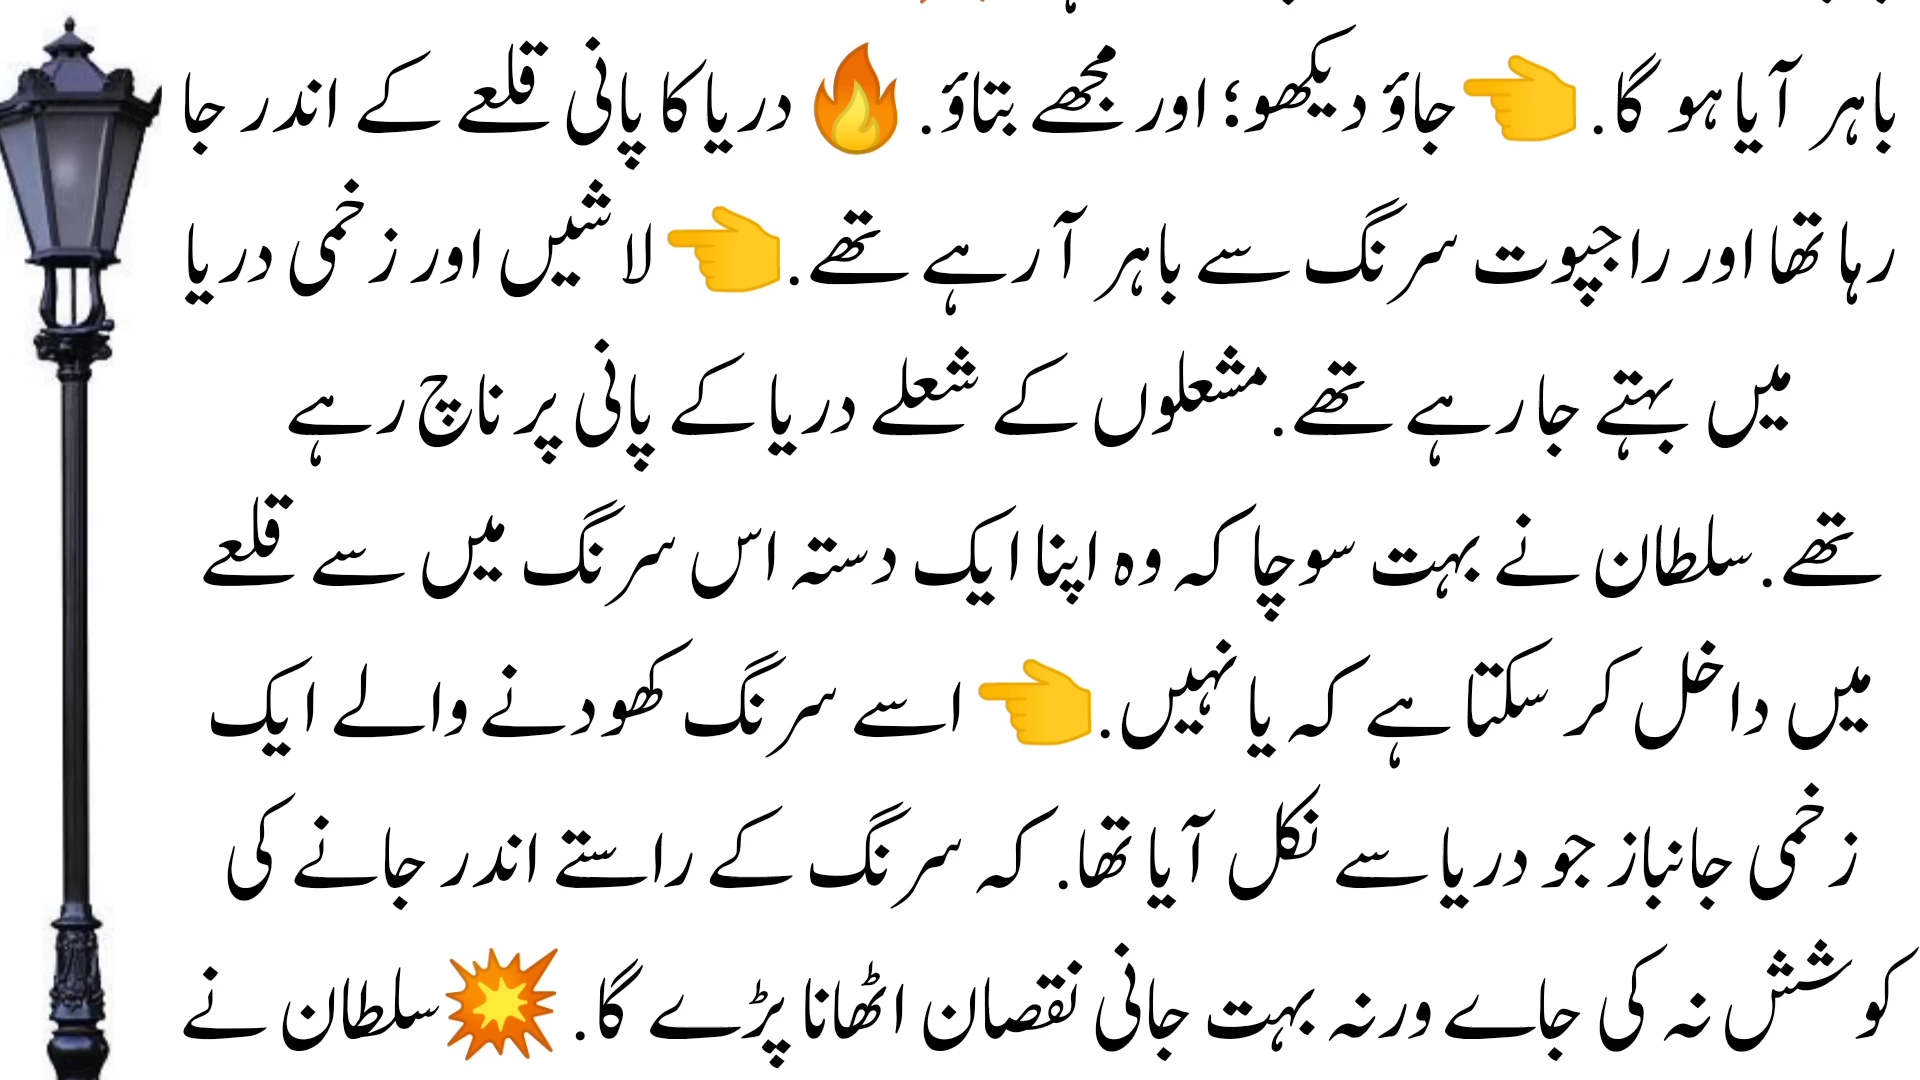 باہر آیا ہو گا. 👈جاؤ دیکھو؛ اور مجھے بتاؤ. 🔥 دریا کا پانی قلعے کے اندر جا
رہا تھا اور راجپوت سرنگ سے باہر آ رہے تھے.👈 لاشیں اور زخمی دریا
میں بہتے جا رہے تھے. مشعلوں کے شعلے دریا کے پانی پر ناچ رہے
تھے. سلطان نے بہت سوچا کہ وہ اپنا ایک دستہ اس سرنگ میں سے قلعے
میں داخل کر سکتا ہے کہ یا نہیں.👈 اسے سرنگ کھودنے والے ایک
زخمی جانباز جو دریا سے نکل آیا تھا. کہ سرنگ کے راستے اندر جانے کی
کوشش نہ کی جاے ورنہ بہت جانی نقصان اٹھانا پڑے گا. 💥سلطان نے